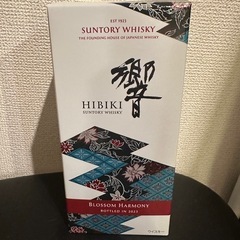 EST 1923
SUNTORY WHISKY
THE FOUNDING HOUSE OF JAPANESE WHISKY
響
HIBIKI
SUNTORY WHISKY
BLOSSOM HARMONY
BOTTLED IN 2023
ウイスキー